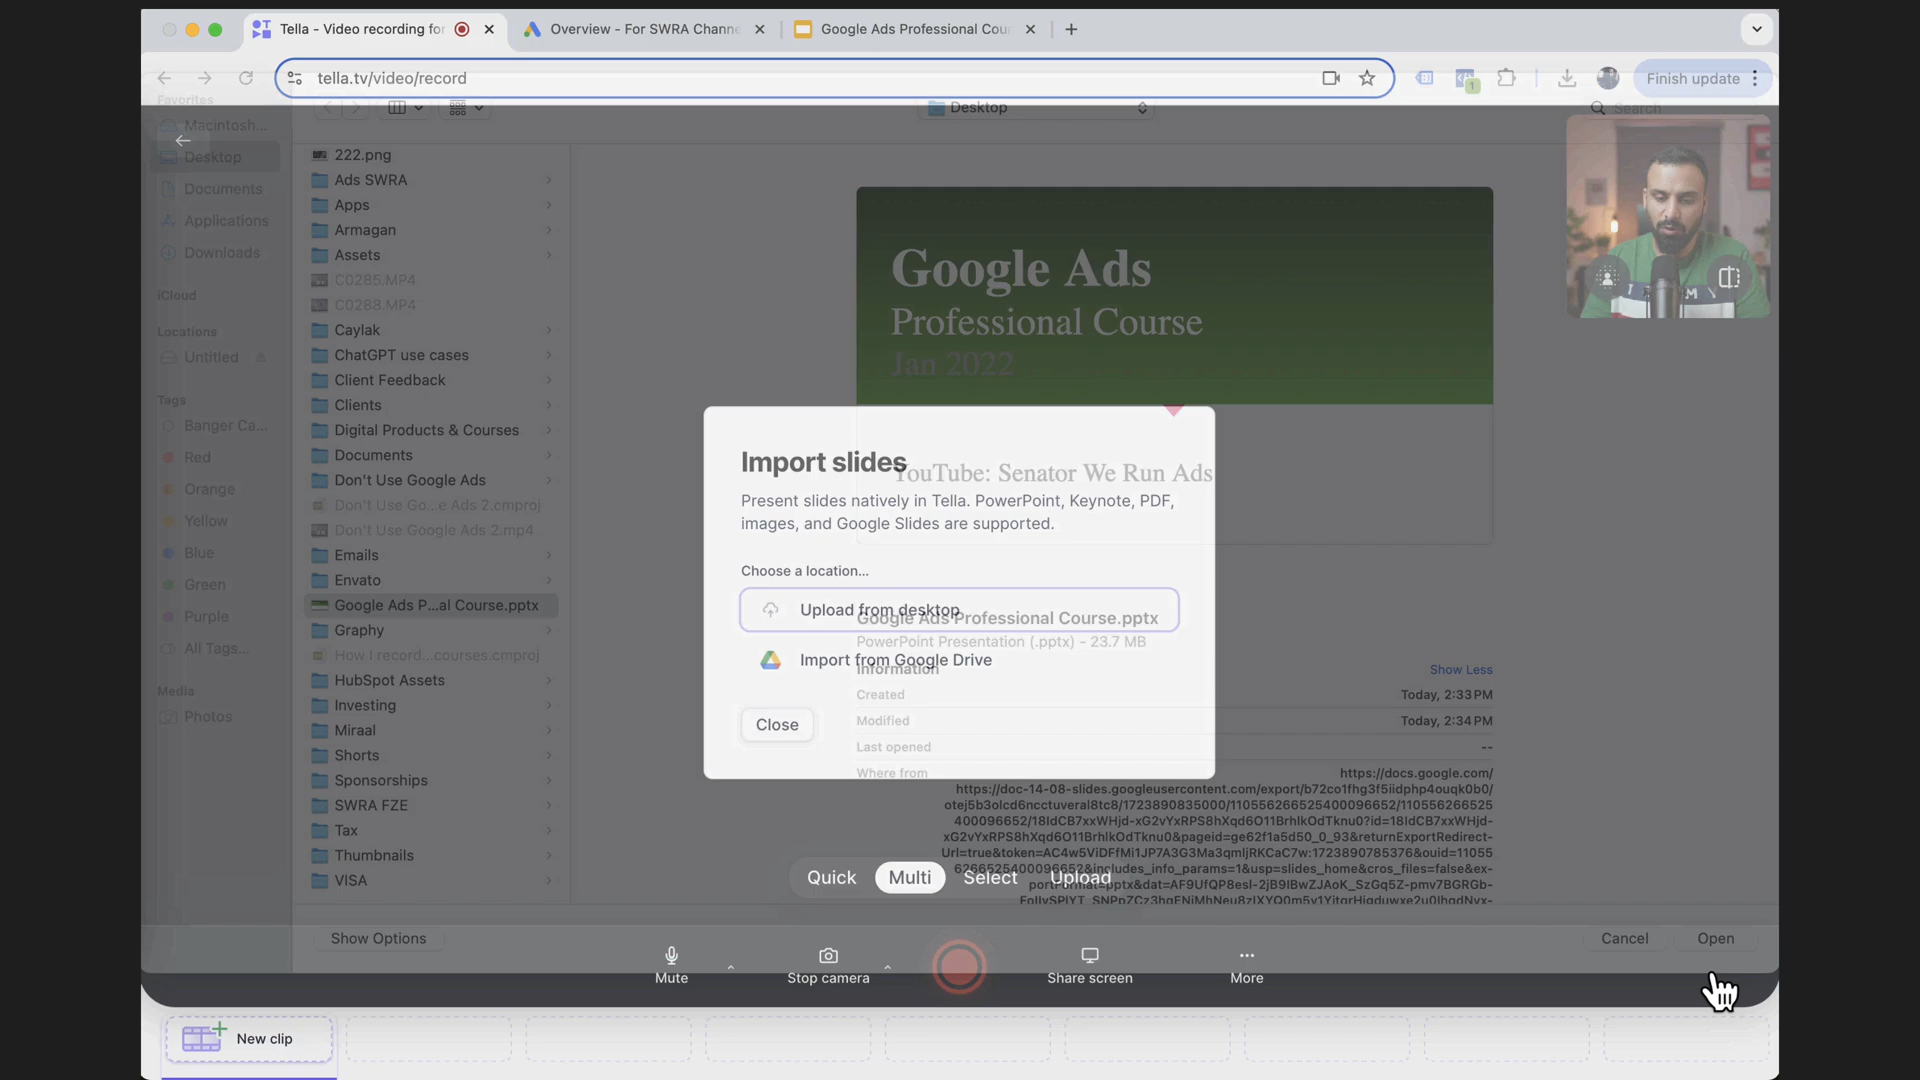 Tella - Video recording for
Overview - For SWRA Channe
Google Ads Professional Cou
tella.tv/video/record
1
Finish update
Favorites
Macintosh...
Desktop
Documents
Applications
Downloads
iCloud
Locations
Untitled
Tags
Banger Ca...
Red
Orange
Yellow
Blue
Green
Purple
All Tags...
Media
Photos
Desktop
Search
222.png
Ads SWRA
Apps
Armagan
Assets
C0285.MP4
C0288.MP4
Caylak
ChatGPT use cases
Client Feedback
Clients
Digital Products & Courses
Documents
Don't Use Google Ads
Don't Use Go...e Ads 2.cmproj
Don't Use Google Ads 2.mp4
Emails
Envato
Google Ads P...al Course.pptx
Graphy
How I record...courses.cmproj
HubSpot Assets
Investing
Miraal
Shorts
Sponsorships
SWRA FZE
Tax
Thumbnails
VISA
Google Ads
Professional Course
Jan 2022
YouTube: Senator We Run Ads
Import slides
Present slides natively in Tella. PowerPoint, Keynote, PDF,
images, and Google Slides are supported.
Choose a location...
Upload from desktop
Import from Google Drive
Close
Google Ads Professional Course.pptx
PowerPoint Presentation (.pptx) - 23.7 MB
Information
Show Less
Created
Today, 2:33 PM
Modified
Today, 2:34 PM
Last opened
--
Where from
https://docs.google.com/
Quick
Multi
Select
Upload
Show Options
Cancel
Open
Mute
Stop camera
Share screen
More
New clip